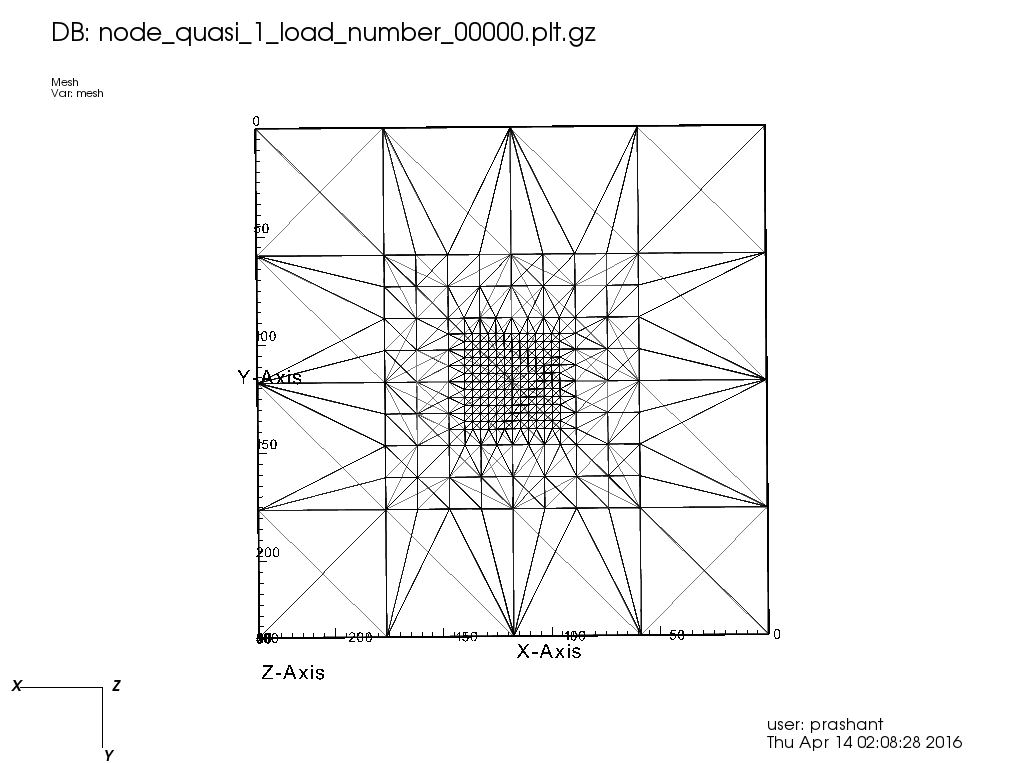 DB: node_quasi_1_load_number_00000.plt.gz
Mesh
Var: mesh
0
50
100
Y-Axis
150
200
200 150 100 50 0
X-Axis
Z-Axis
X Z
Y
user: prashant
Thu Apr 14 02:08:28 2016